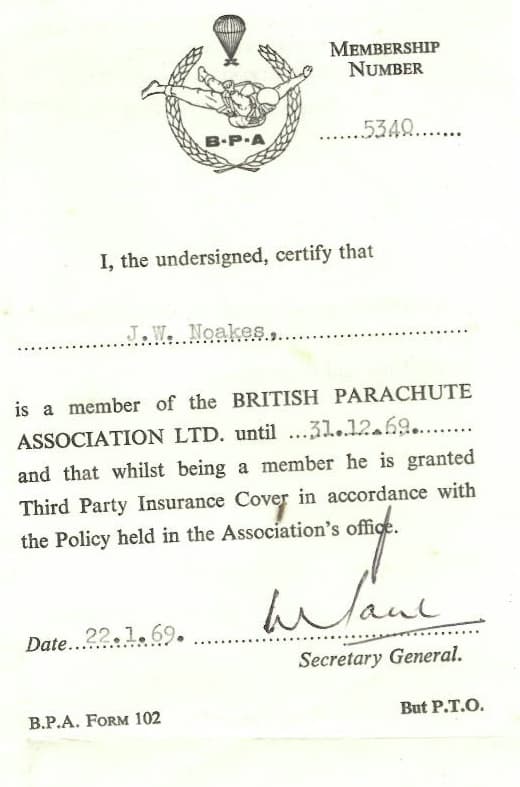 MEMBERSHIP
NUMBER
B·P·A
......5340.......
I, the undersigned, certify that
J.W. Noakes,
is a member of the BRITISH PARACHUTE
ASSOCIATION LTD. until ...31.12.69.........
and that whilst being a member he is granted
Third Party Insurance Cover in accordance with
the Policy held in the Association's office.
Date...22.1.69. ...
Secretary General.
B.P.A. FORM 102
But P.T.O.